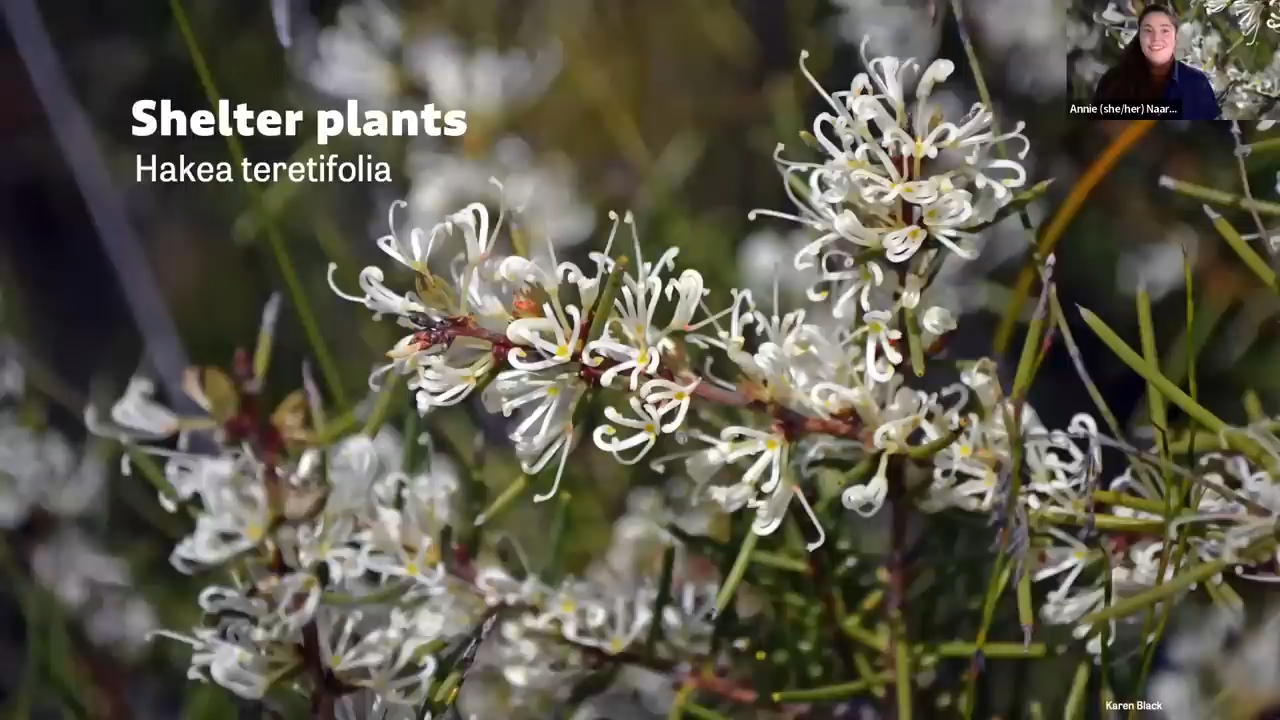 Shelter plants
Hakea teretifolia
Annie (she/her) Naar...
Karen Black